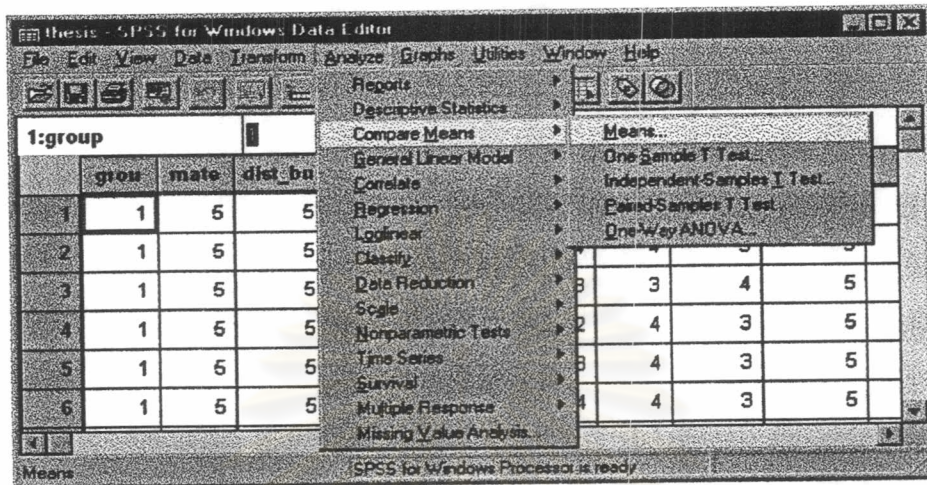 thesis - SPSS for Windows Data Editor
File Edit View Data Transform Analyze Graphs Utilities Window Help
1:group
grou mate dist_bu
1 1 5 5
2 1 5 5
3 1 5 5 3 4 5
4 1 5 5 2 4 3 5
5 1 5 5 4 3 5
6 1 5 5 4 4 3 5
Reports
Descriptive Statistics
Compare Means
General Linear Model
Correlate
Regression
Loglinear
Classify
Data Reduction
Scale
Nonparametric Tests
Time Series
Survival
Multiple Response
Missing Value Analysis...
Means...
One-Sample T Test...
Independent-Samples T Test...
Paired-Samples T Test...
One-Way ANOVA...
Means
SPSS for Windows Processor is ready